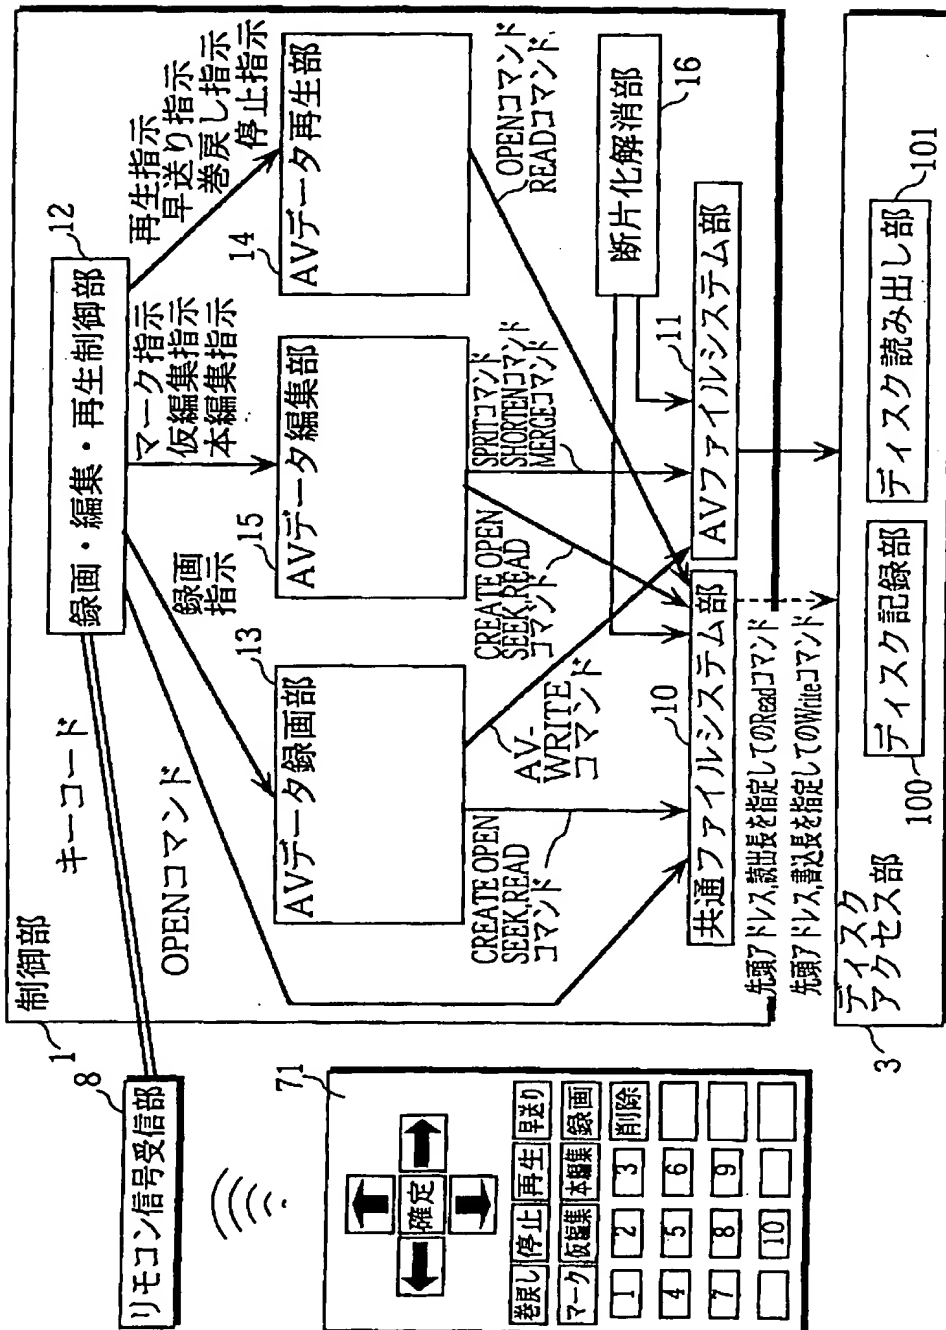 制御部
1
キーコード
8
リモコン信号受信部
OPENコマンド
録画・編集・再生制御部
12
録画
指示
マーク指示
仮編集指示
本編集指示
再生指示
早送り指示
巻戻し指示
停止指示
13
AVデータ録画部
15
AVデータ編集部
14
AVデータ再生部
CREATE OPEN
SEEK,READ
コマンド
AV-
WRITE
コマンド
CREATE OPEN
SEEK,READ
コマンド
SPRITコマンド
SHORTENコマンド
MERGEコマンド
OPENコマンド
READコマンド
断片化解消部
16
10
共通ファイルシステム部
11
AVファイルシステム部
先頭アドレス,読出長を指定してのReadコマンド
先頭アドレス,書込長を指定してのWriteコマンド
ディスク
アクセス部
3
100
ディスク記録部
ディスク読み出し部
101
71
確定
巻戻し 停止 再生 早送り
マーク 仮編集 本編集 録画
1 2 3 削除
4 5 6
7 8 9
10